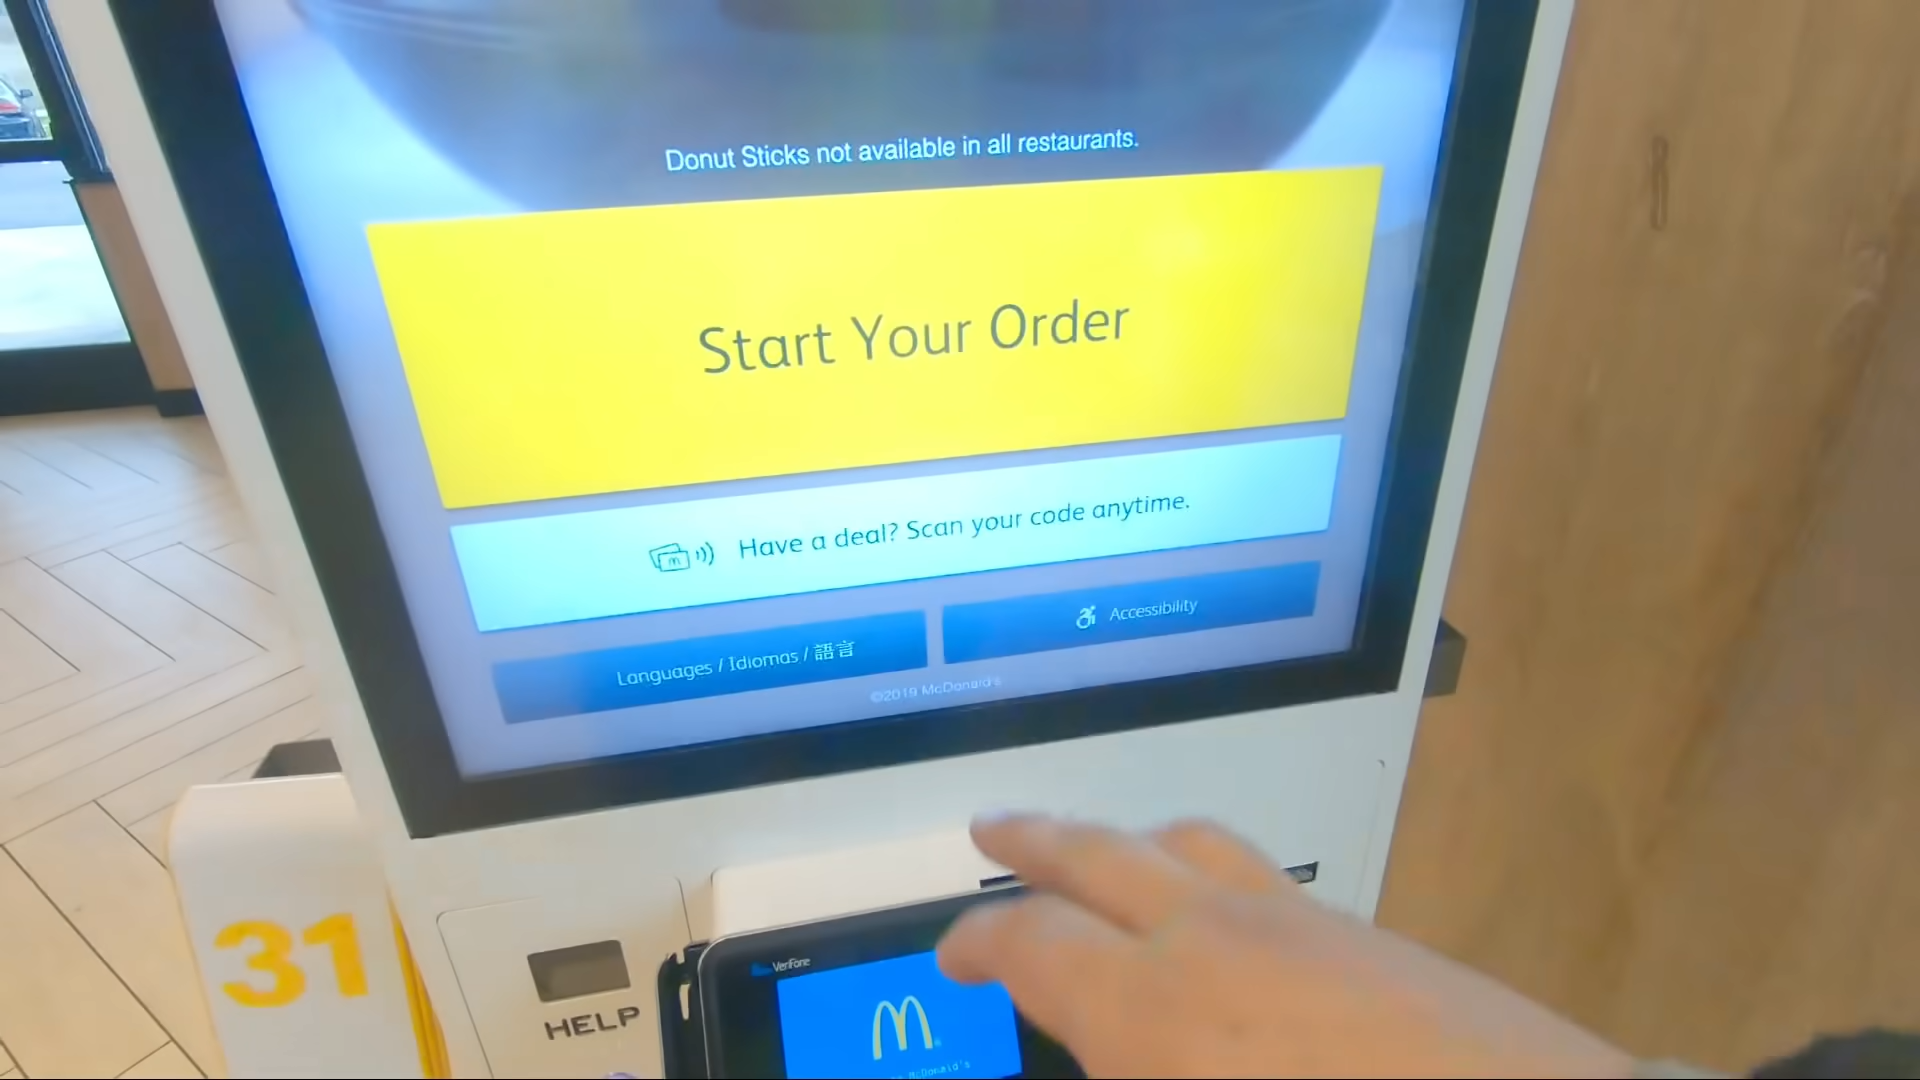 Donut Sticks not available in all restaurants.
Start Your Order
Have a deal? Scan your code anytime.
Languages / Idiomas / 語言
Accessibility
©2019 McDonald's
31
HELP
VeriFone
McDonald's